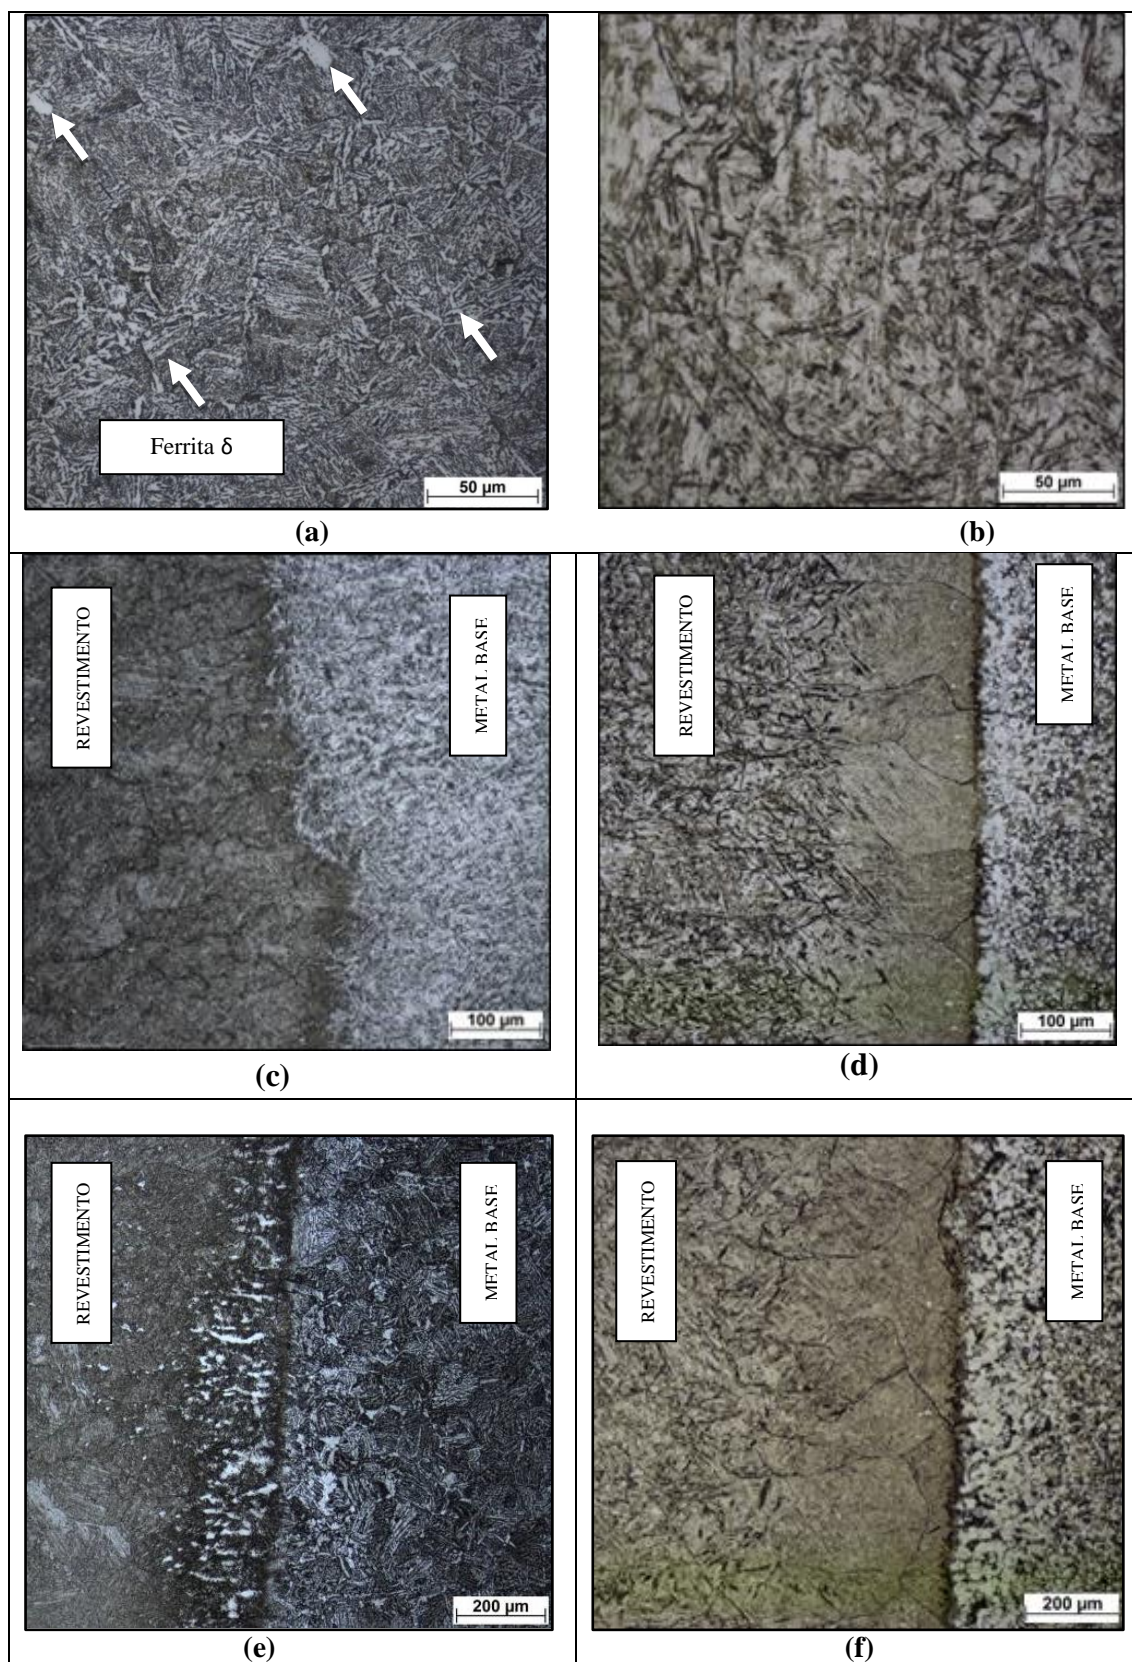 Ferrita δ
50 µm
50 µm
(a)
(b)
REVESTIMENTO
METAL BASE
100 µm
REVESTIMENTO
METAL BASE
100 µm
(c)
(d)
REVESTIMENTO
METAL BASE
200 µm
REVESTIMENTO
METAL BASE
200 µm
(e)
(f)